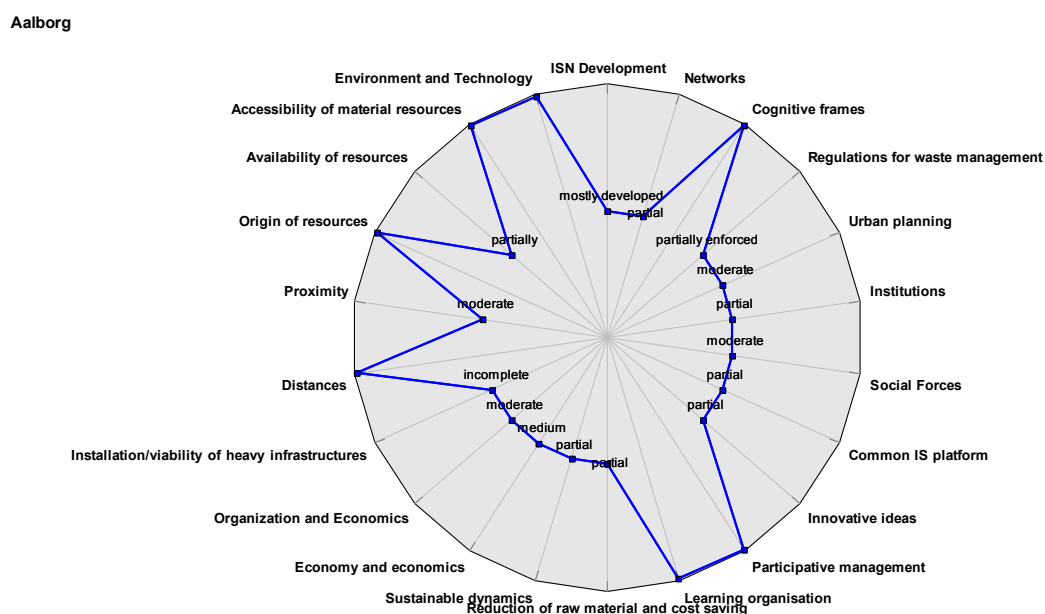 Aalborg
ISN Development
Environment and Technology
Networks
Accessibility of material resources
Cognitive frames
Availability of resources
Regulations for waste management
mostly developed
partial
Origin of resources
Urban planning
partially
partially enforced
moderate
Proximity
Institutions
moderate
partial
moderate
Distances
Social Forces
incomplete
partial
moderate
partial
medium
partial
Installation/viability of heavy infrastructures
Common IS platform
partial
Organization and Economics
Innovative ideas
Economy and economics
Participative management
Sustainable dynamics
Learning organisation
Reduction of raw material and cost saving